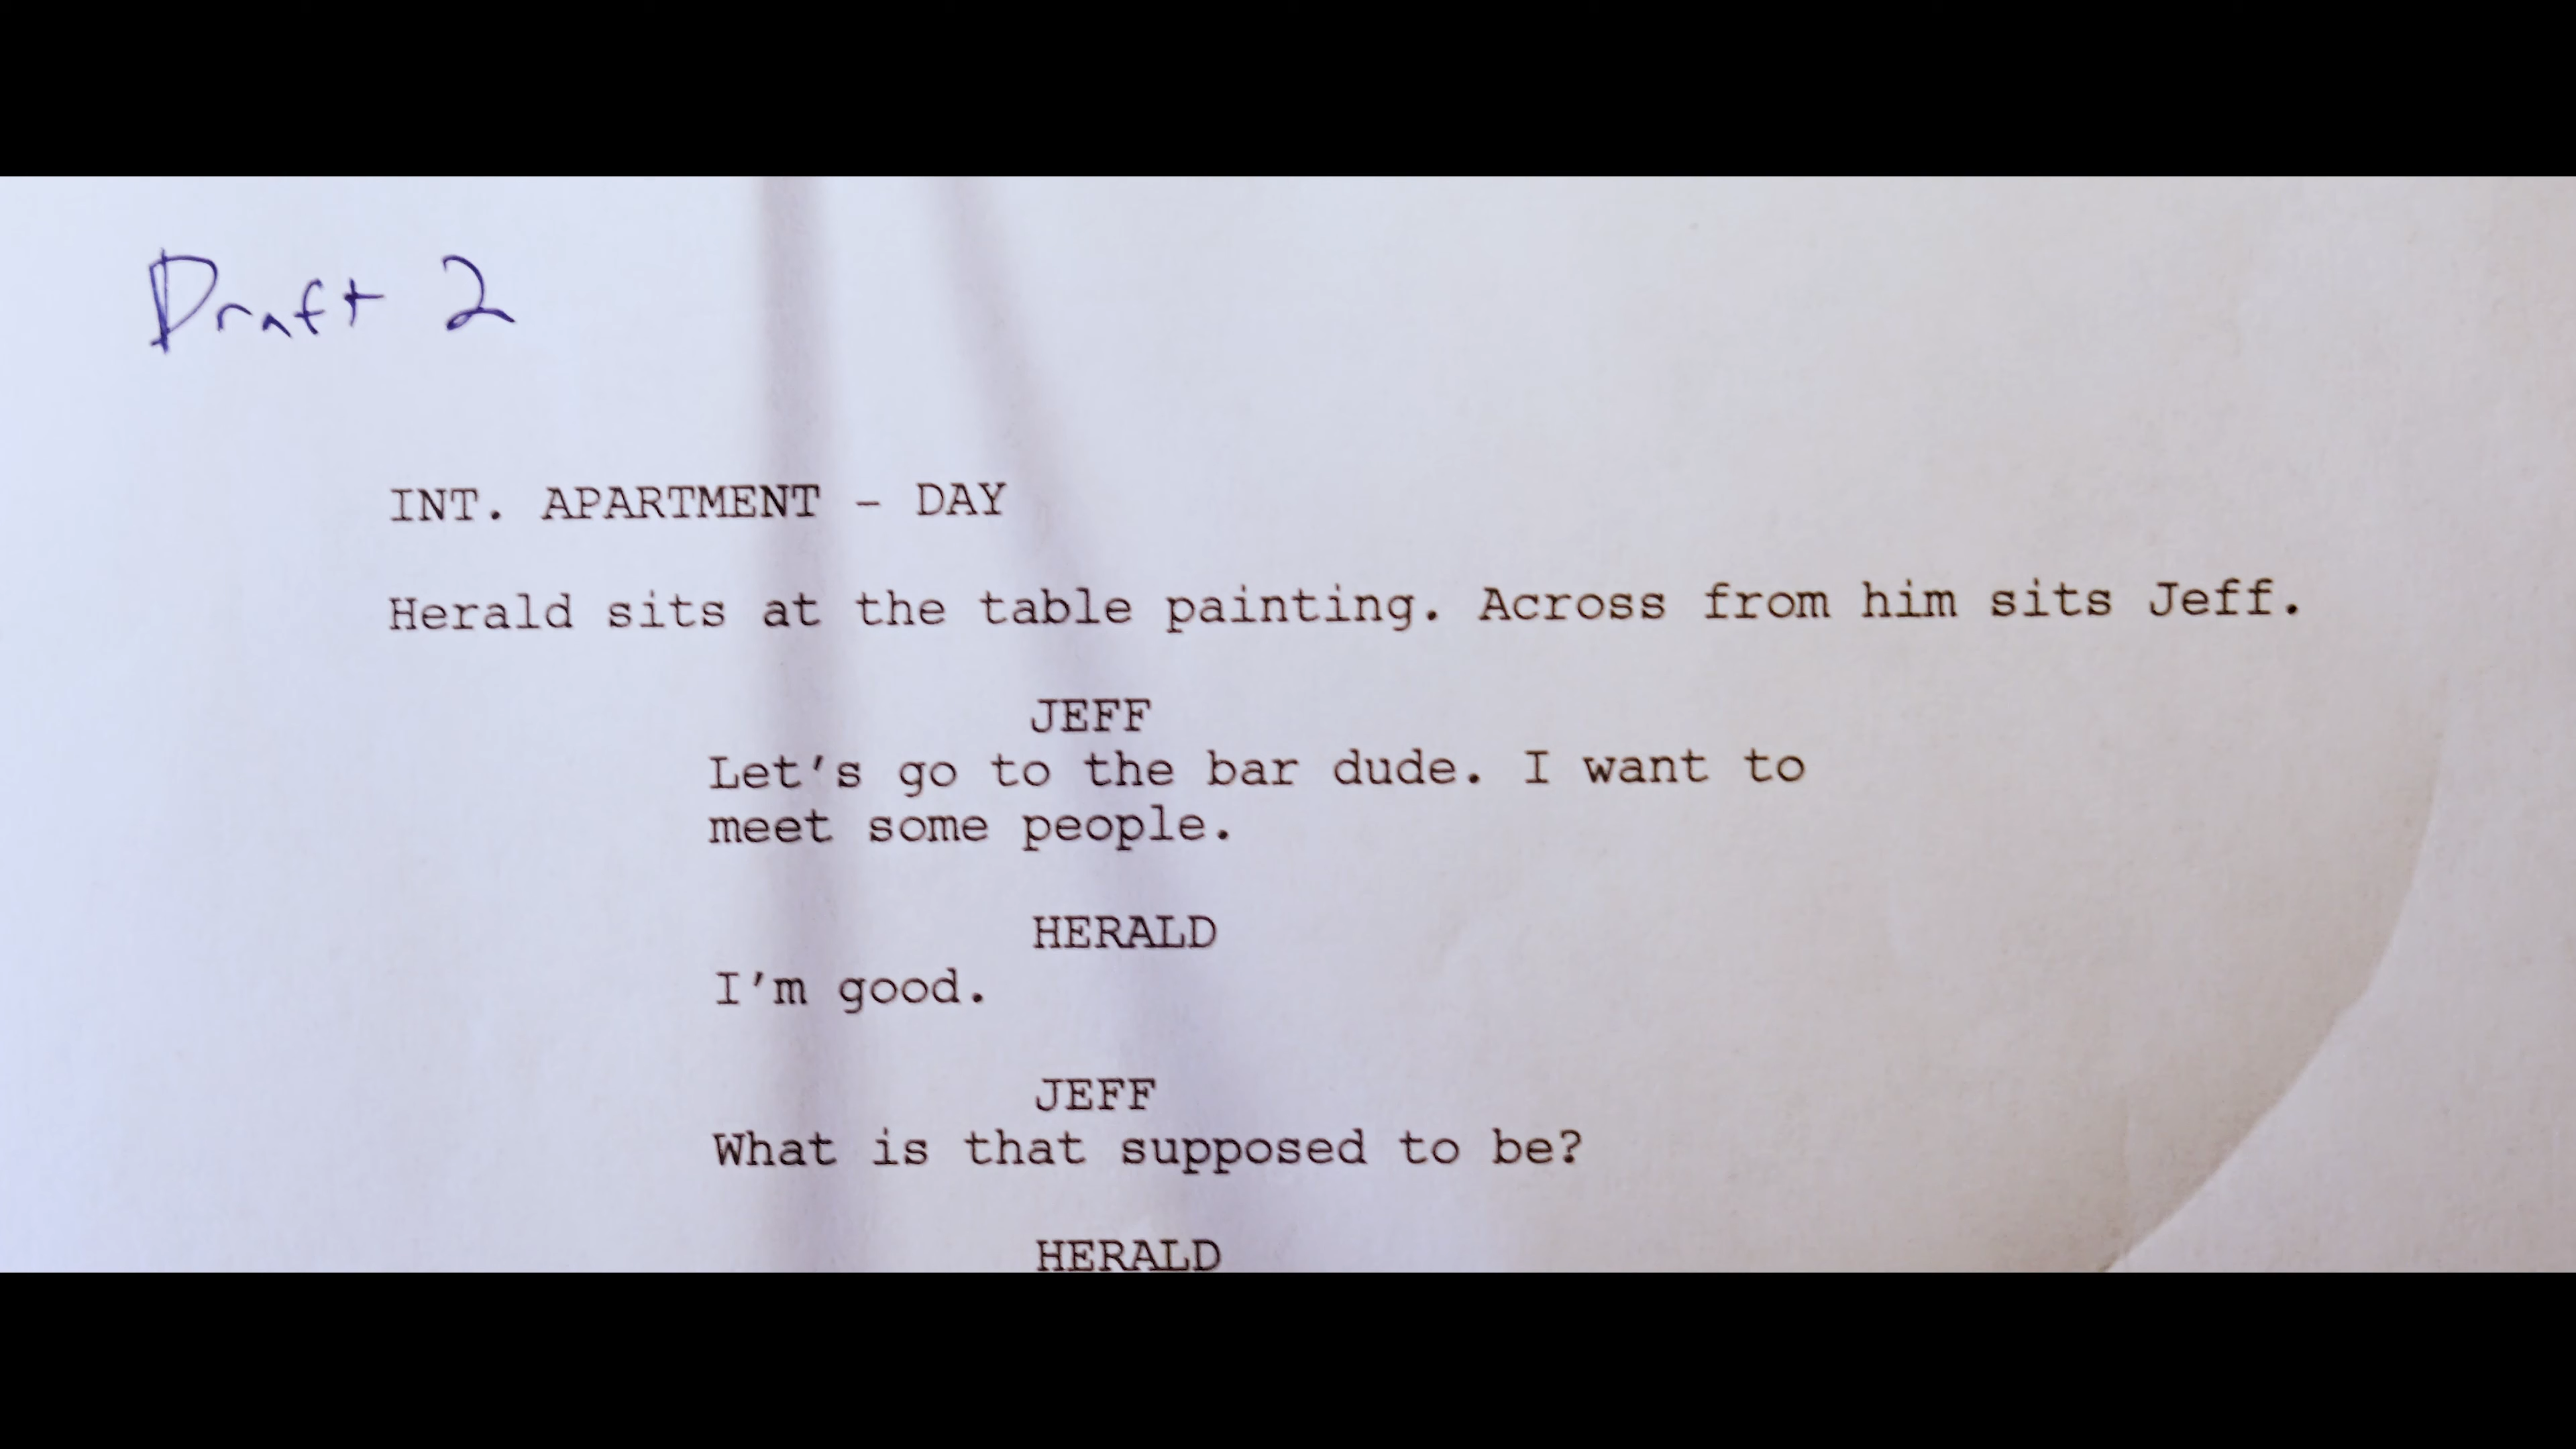 Draft 2
INT. APARTMENT - DAY
Herald sits at the table painting. Across from him sits Jeff.
JEFF
Let's go to the bar dude. I want to
meet some people.
HERALD
I'm good.
JEFF
What is that supposed to be?
HERALD